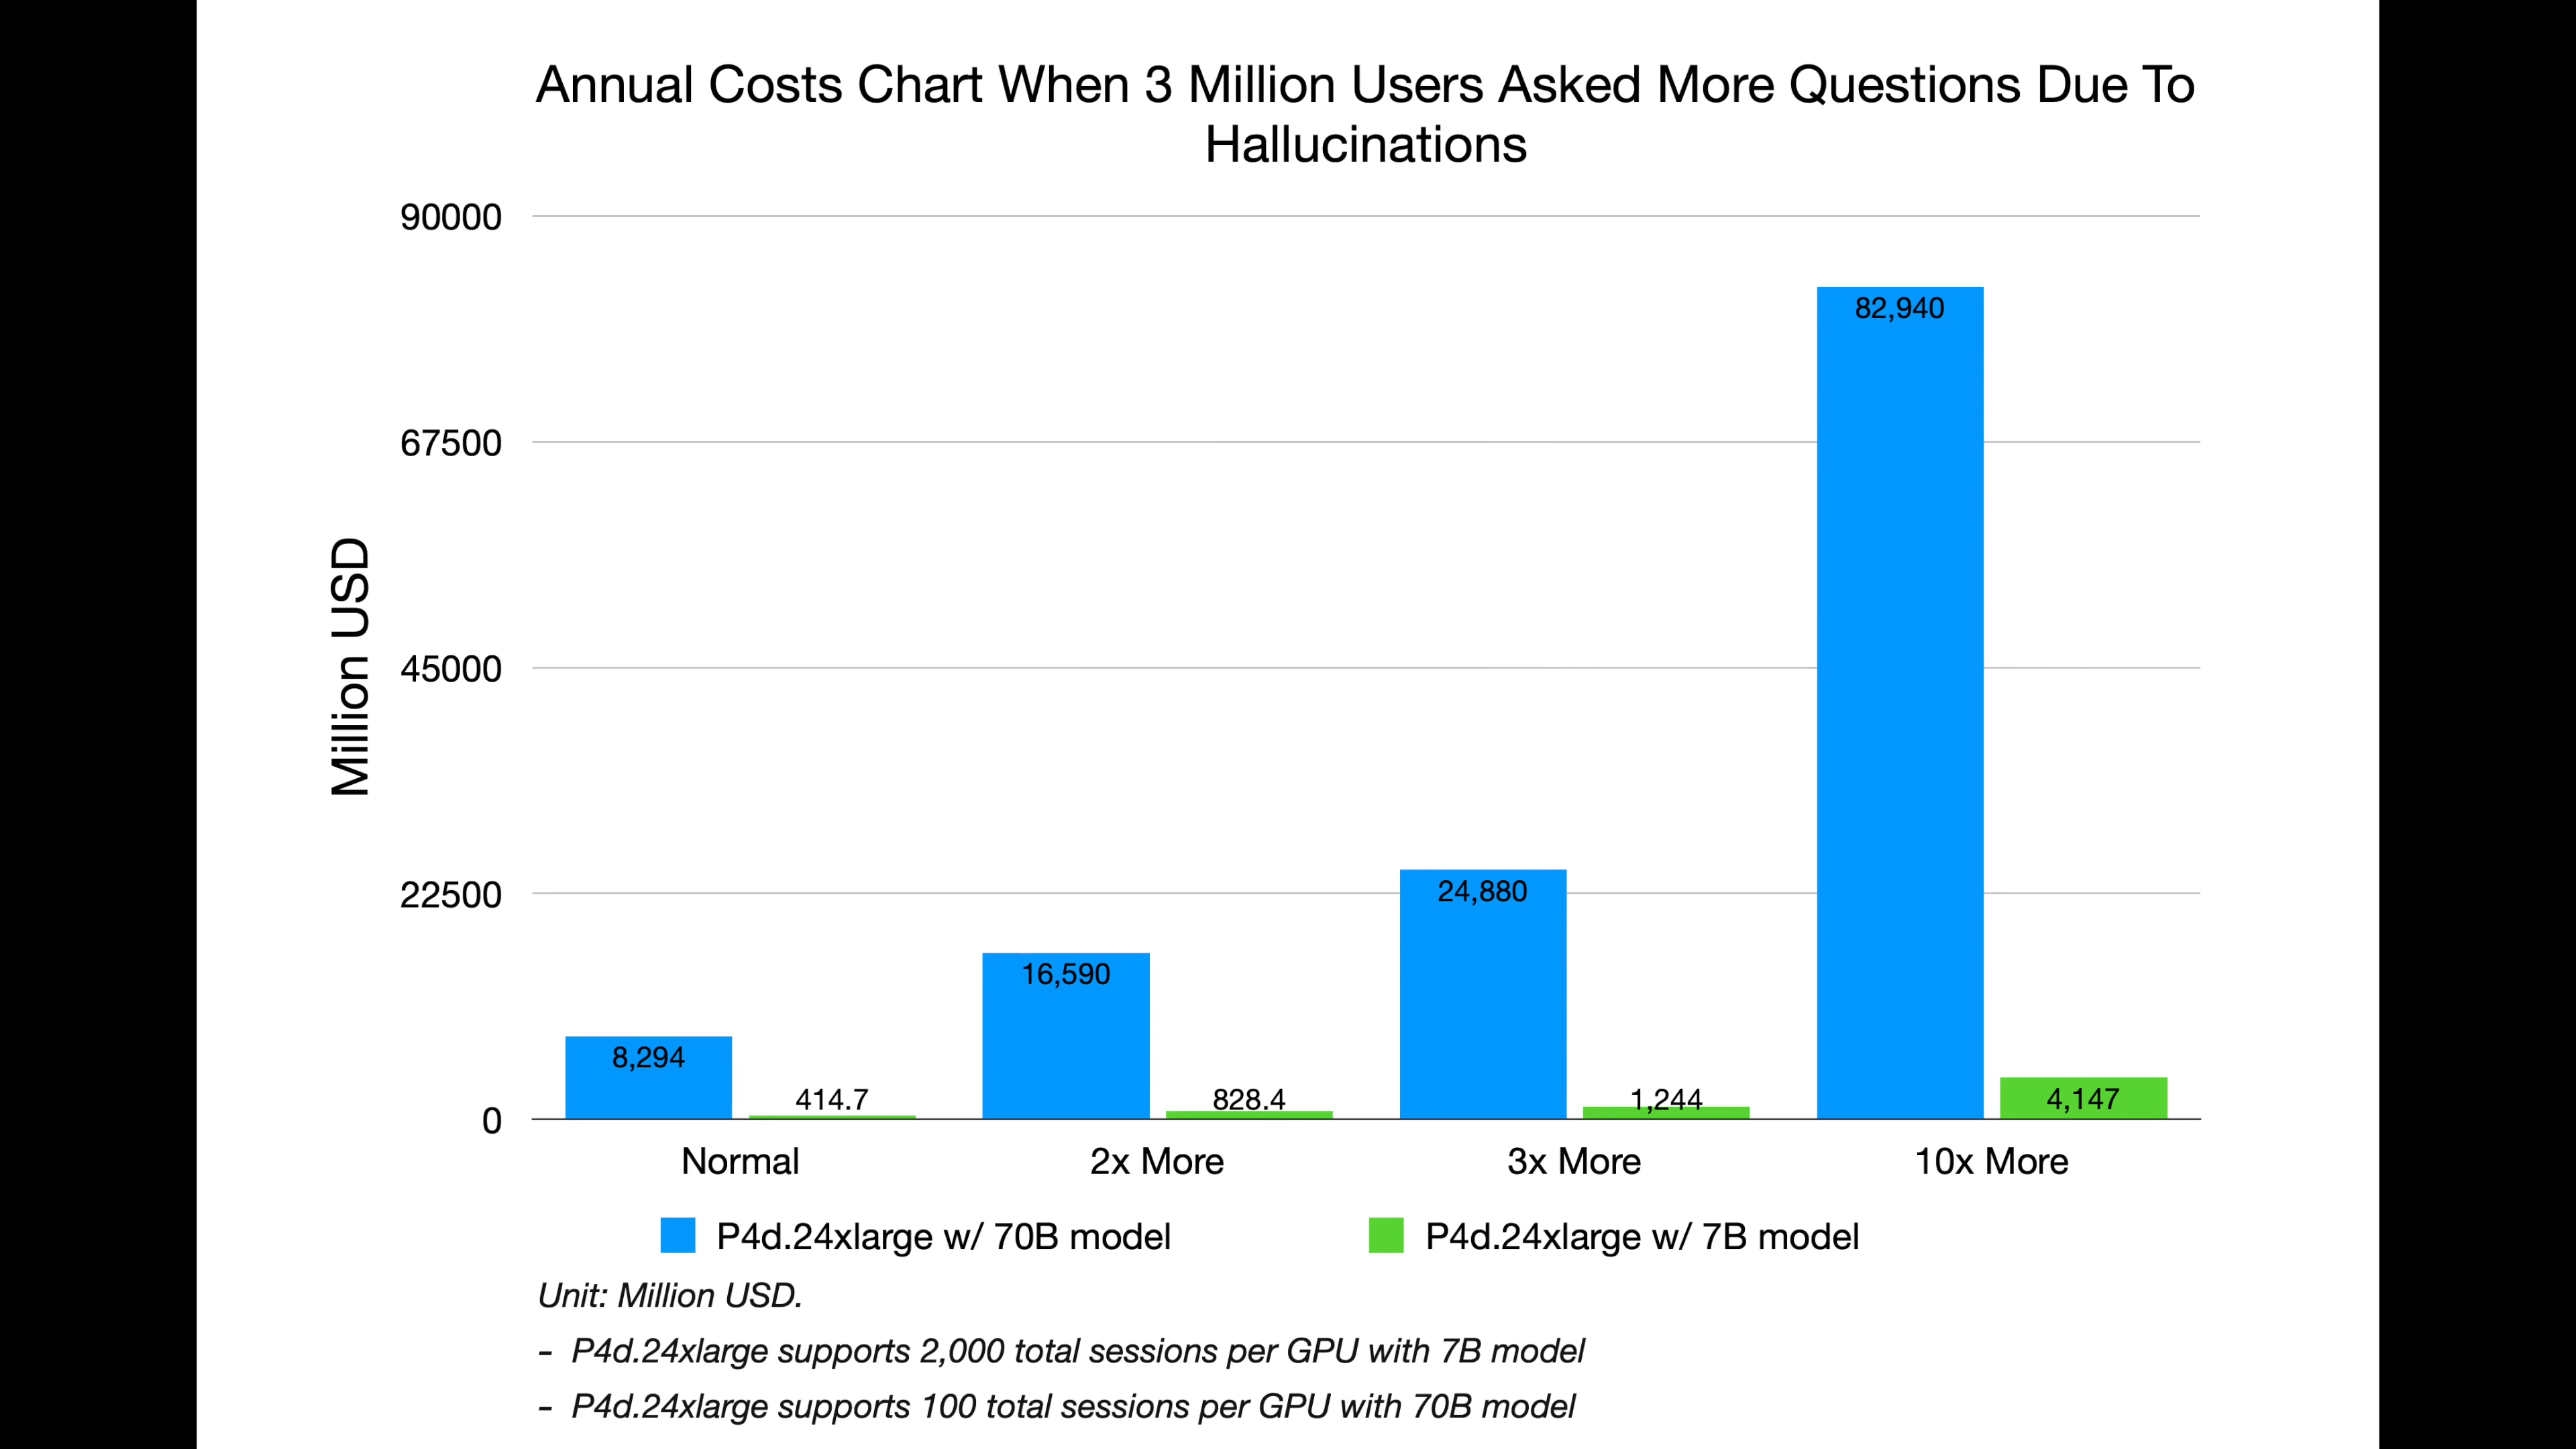 Annual Costs Chart When 3 Million Users Asked More Questions Due To
Hallucinations
Million USD
90000
67500
45000
22500
0
8,294
414.7
16,590
828.4
24,880
1,244
82,940
4,147
Normal
2x More
3x More
10x More
P4d.24xlarge w/ 70B model
P4d.24xlarge w/ 7B model
Unit: Million USD.
- P4d.24xlarge supports 2,000 total sessions per GPU with 7B model
- P4d.24xlarge supports 100 total sessions per GPU with 70B model